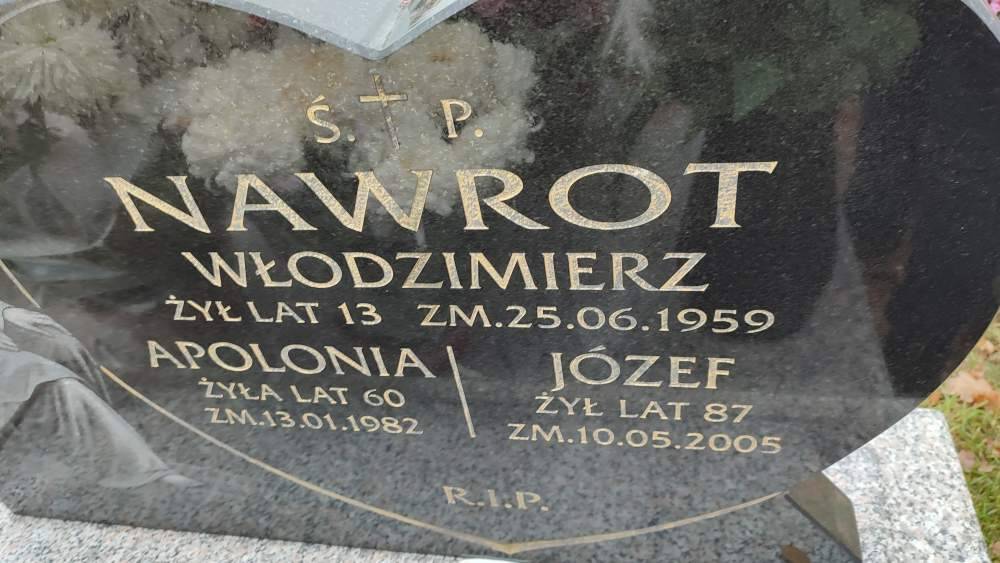 Ś. P.
NAWROT
WŁODZIMIERZ
ŻYŁ LAT 13 ZM.25.06.1959
APOLONIA
ŻYŁA LAT 60
ZM.13.01.1982
JÓZEF
ŻYŁ LAT 87
ZM.10.05.2005
R.I.P.